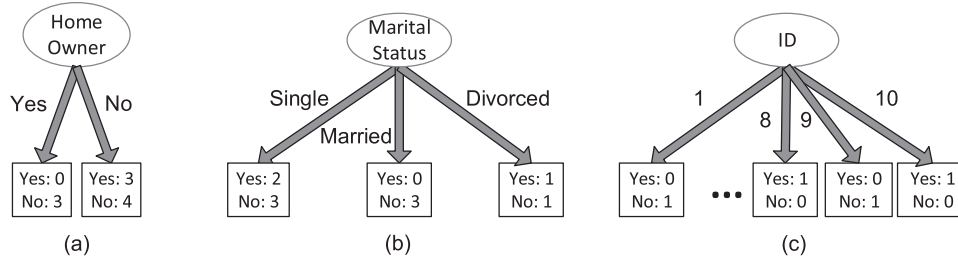 Home
Owner
Yes
No
Yes: 0
No: 3
Yes: 3
No: 4
(a)
Marital
Status
Single
Married
Divorced
Yes: 2
No: 3
Yes: 0
No: 3
Yes: 1
No: 1
(b)
ID
1
8
9
10
Yes: 0
No: 1
...
Yes: 1
No: 0
Yes: 0
No: 1
Yes: 1
No: 0
(c)